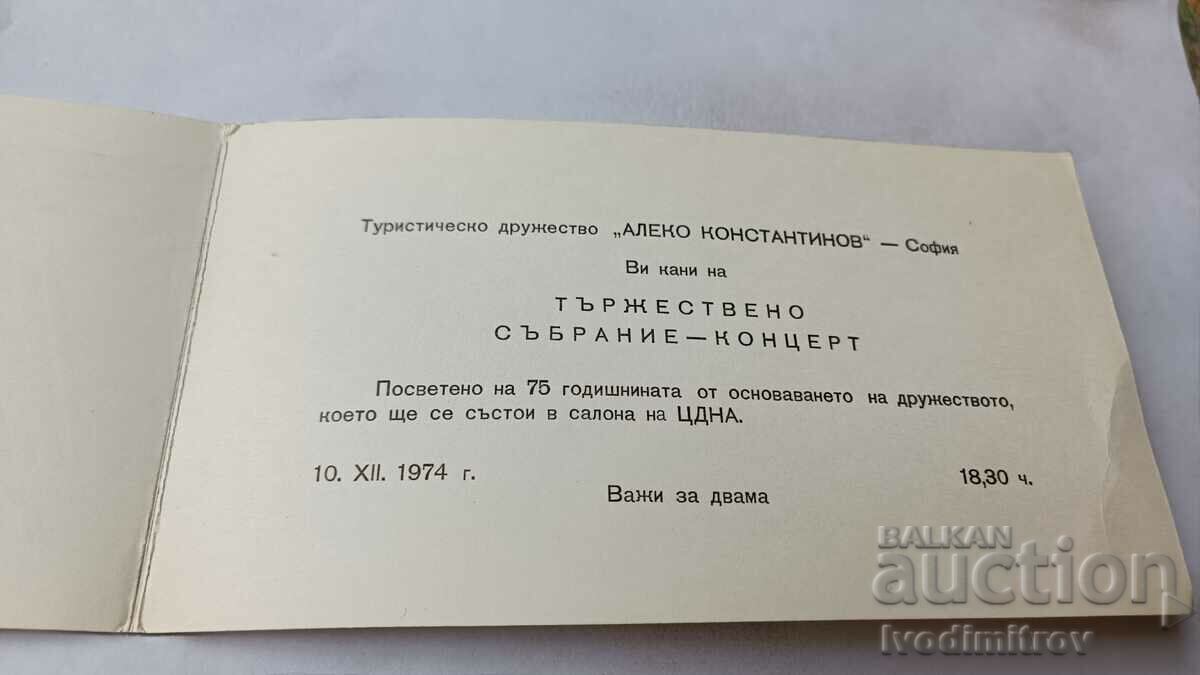 Туристическо дружество „АЛЕКО КОНСТАНТИНОВ" — София
Ви кани на
ТЪРЖЕСТВЕНО
СЪБРАНИЕ — КОНЦЕРТ
Посветено на 75 годишнината от основаването на дружеството,
което ще се състои в салона на ЦДНА.
10. XII. 1974 г. 18,30 ч.
Важи за двама
BALKAN
auction
Ivodimitrov